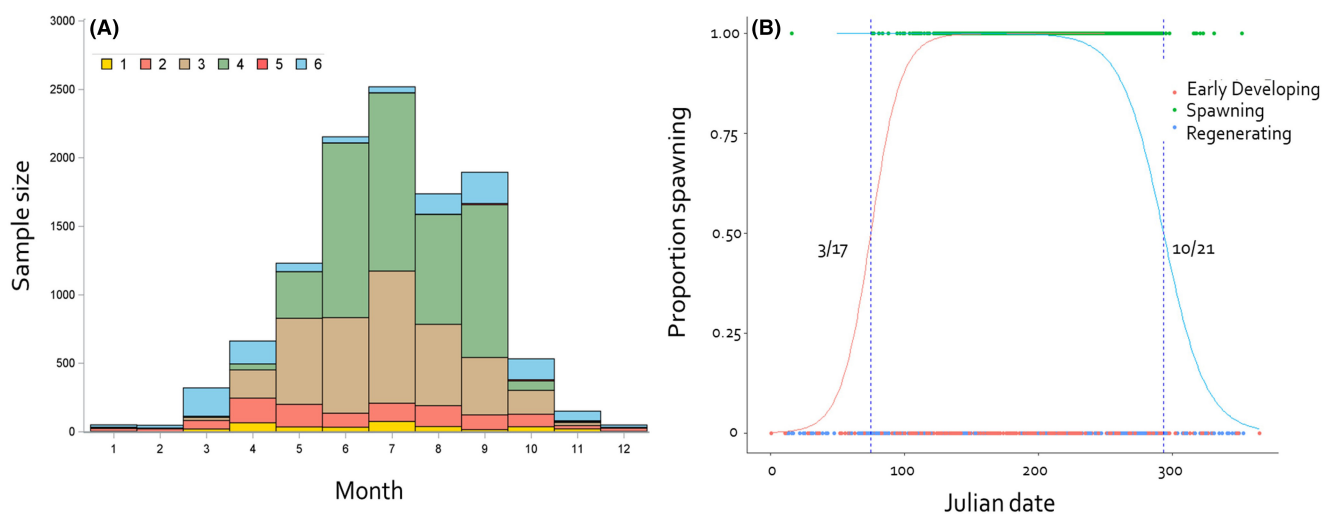 (A)
3000
2500
2000
1500
1000
500
0
Sample size
1 2 3 4 5 6
1 2 3 4 5 6 7 8 9 10 11 12
Month
(B)
1.00
0.75
0.50
0.25
0
Proportion spawning
Early Developing
Spawning
Regenerating
3/17
10/21
0 100 200 300
Julian date